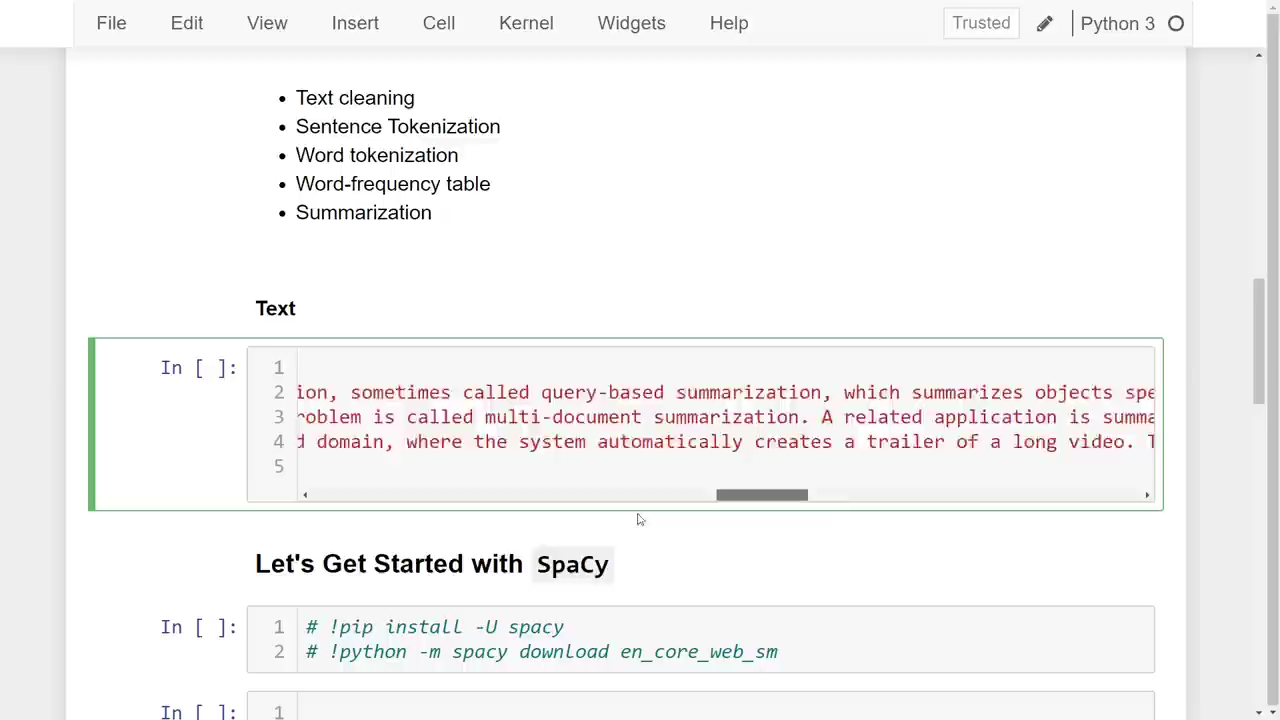 File Edit View Insert Cell Kernel Widgets Help Trusted Python 3
Text cleaning
Sentence Tokenization
Word tokenization
Word-frequency table
Summarization
Text
In [ ]: 1
2 ion, sometimes called query-based summarization, which summarizes objects spe
3 roblem is called multi-document summarization. A related application is summa
4 d domain, where the system automatically creates a trailer of a long video. T
5
Let's Get Started with SpaCy
In [ ]: 1 # !pip install -U spacy
2 # !python -m spacy download en_core_web_sm
In [ ]: 1